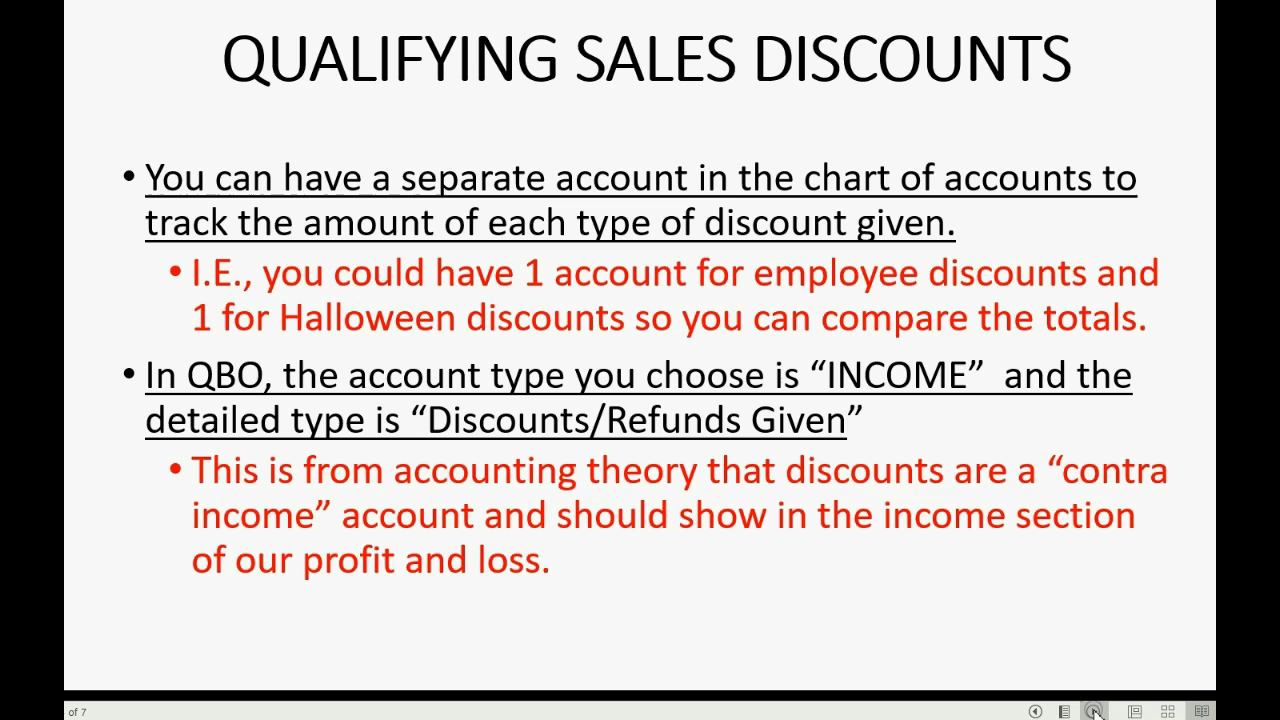 QUALIFYING SALES DISCOUNTS
• You can have a separate account in the chart of accounts to
track the amount of each type of discount given.
• I.E., you could have 1 account for employee discounts and
1 for Halloween discounts so you can compare the totals.
• In QBO, the account type you choose is “INCOME”  and the
detailed type is “Discounts/Refunds Given”
• This is from accounting theory that discounts are a “contra
income” account and should show in the income section
of our profit and loss.
of 7